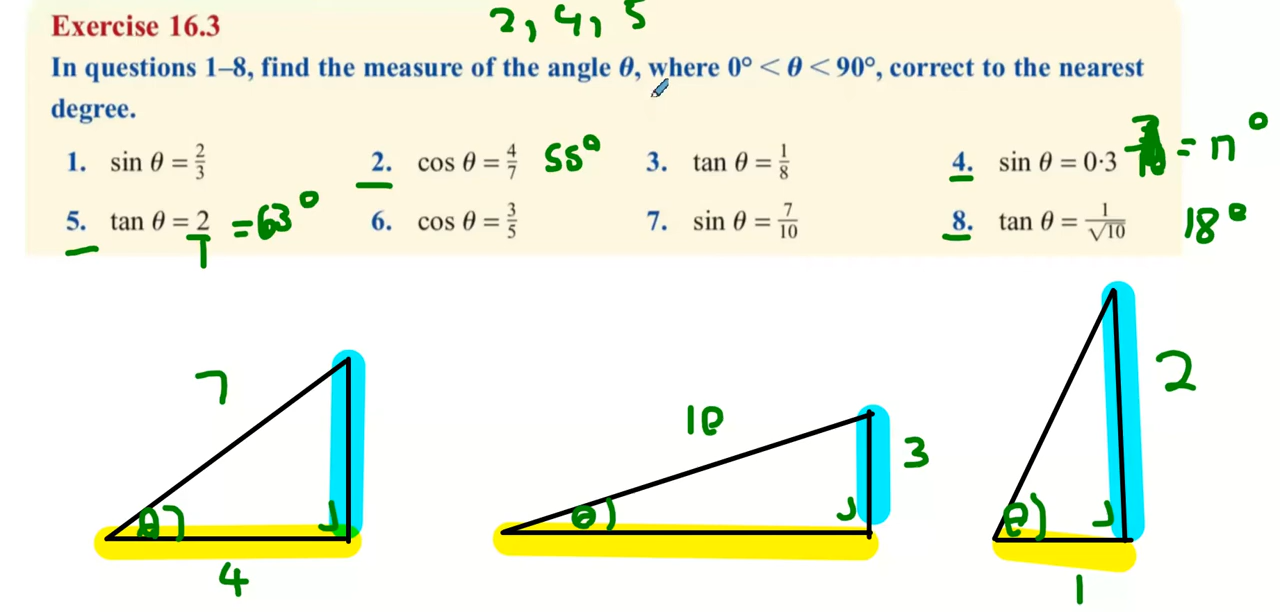 2, 4, 5
Exercise 16.3
In questions 1–8, find the measure of the angle θ, where 0° < θ < 90°, correct to the nearest
degree.
1. sin θ = 2/3 2. cos θ = 4/7 55° 3. tan θ = 1/8 4. sin θ = 0·3 3/10 = 17°
5. tan θ = 2/1 = 63° 6. cos θ = 3/5 7. sin θ = 7/10 8. tan θ = 1/√10 18°
7 10 2
3
θ θ θ
4 1